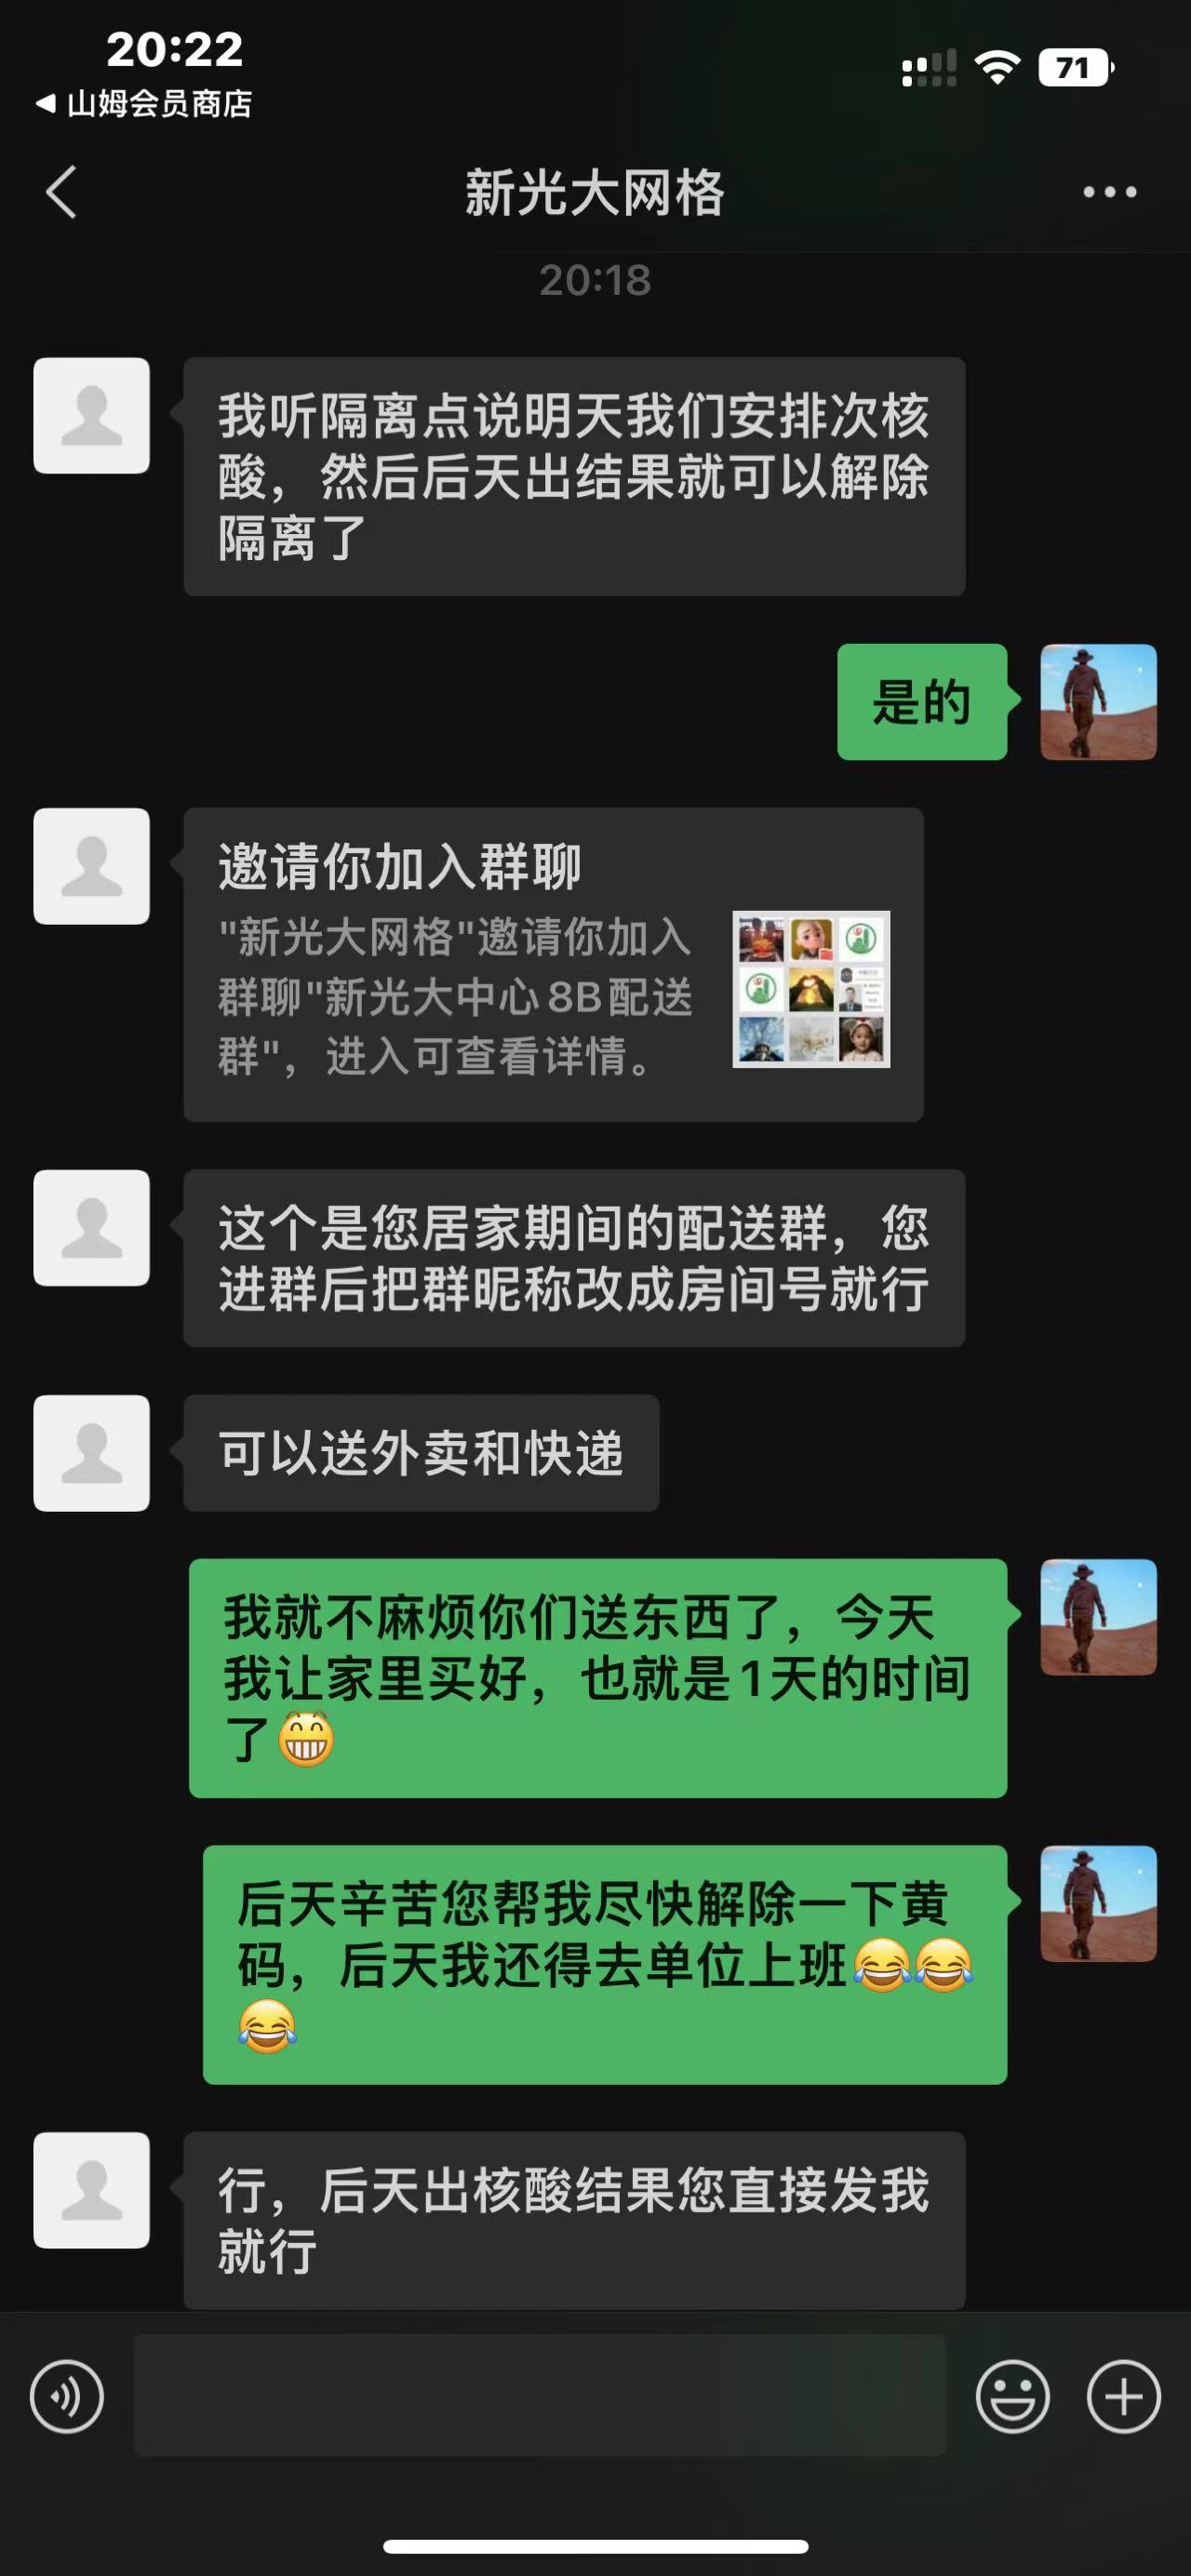 20:22
71
山姆会员商店
新光大网格
20:18
我听隔离点说明天我们安排次核
酸，然后后天出结果就可以解除
隔离了
是的
邀请你加入群聊
"新光大网格"邀请你加入
群聊"新光大中心8B配送
群"，进入可查看详情。
这个是您居家期间的配送群，您
进群后把群昵称改成房间号就行
可以送外卖和快递
我就不麻烦你们送东西了，今天
我让家里买好，也就是1天的时间
了😁
后天辛苦您帮我尽快解除一下黄
码，后天我还得去单位上班😂😂
😂
行，后天出核酸结果您直接发我
就行